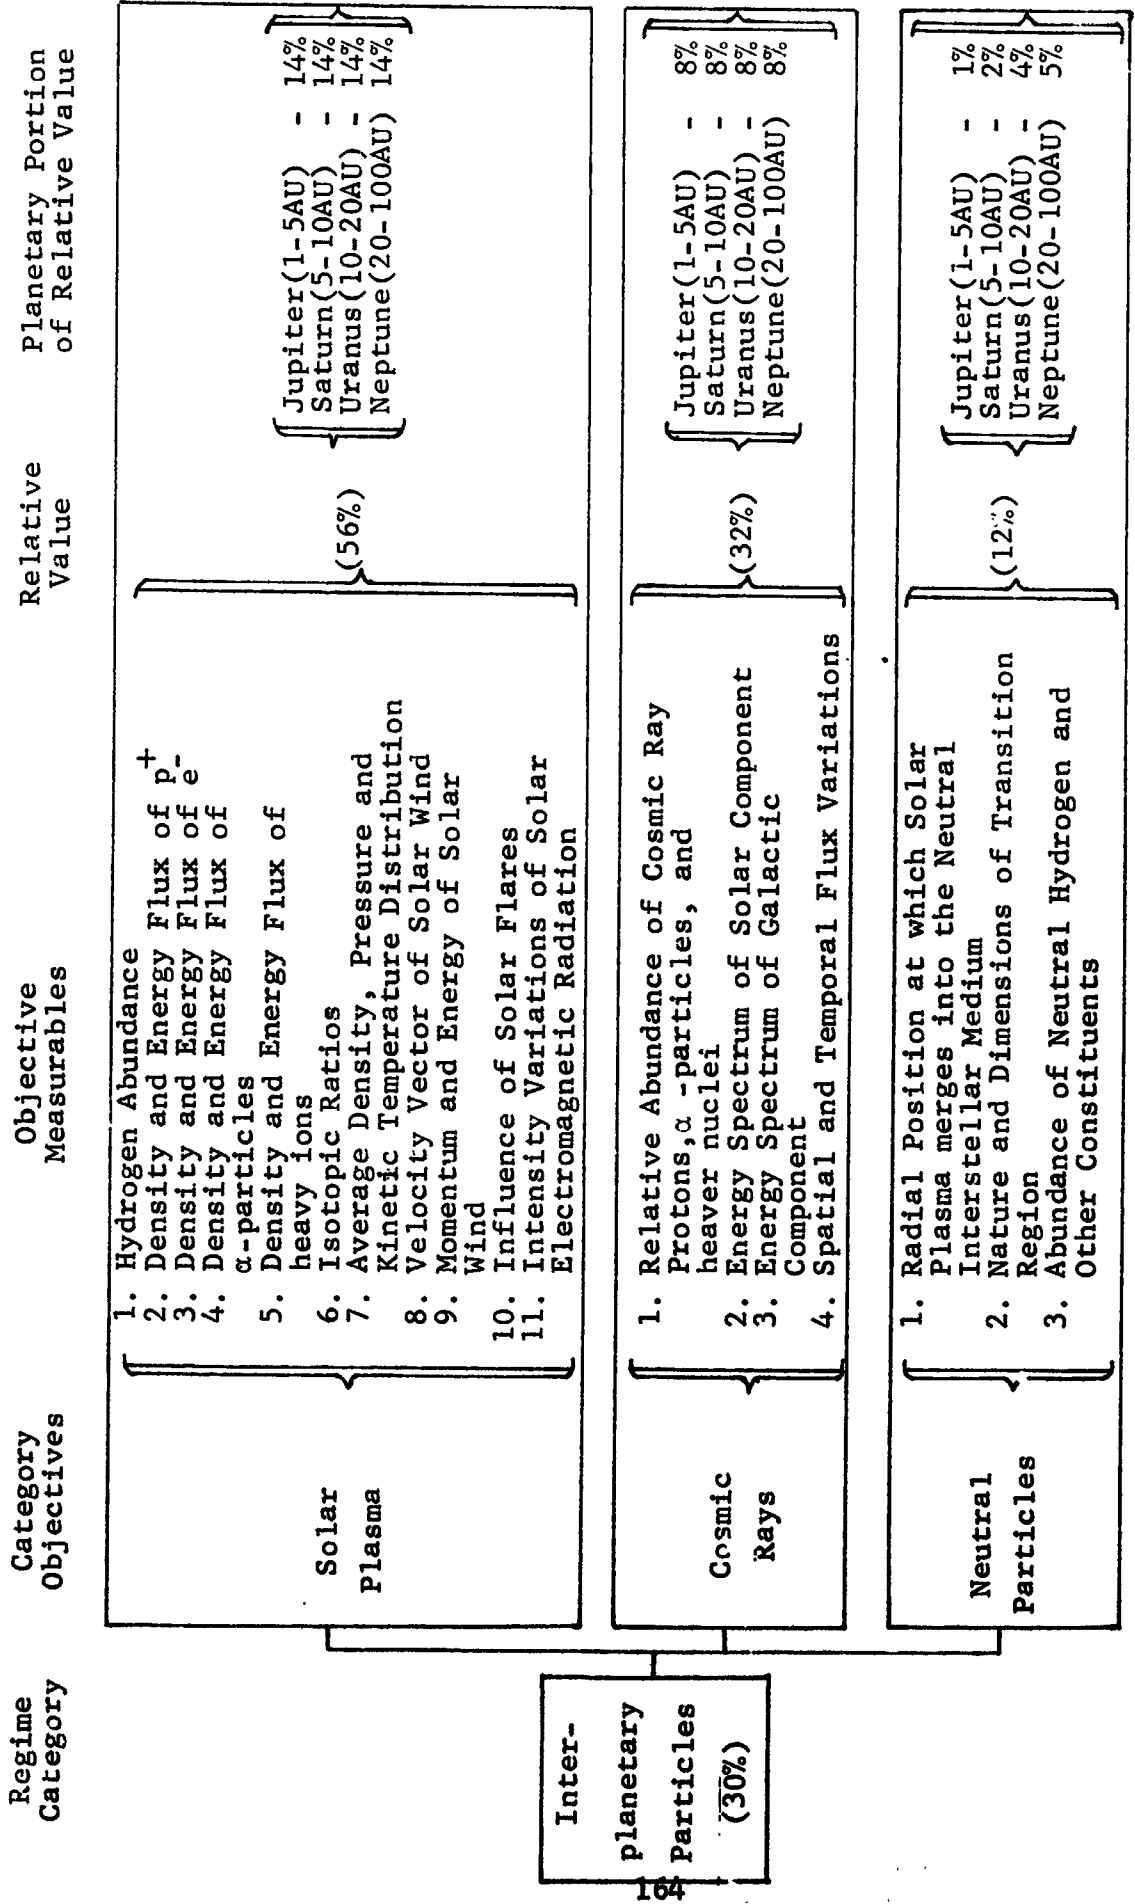 Regime
Category
Category
Objectives
Objective
Measurables
Relative
Value
Planetary Portion
of Relative Value
Inter-
planetary
Particles
(30%)
Solar
Plasma
1. Hydrogen Abundance
2. Density and Energy Flux of p+
3. Density and Energy Flux of e-
4. Density and Energy Flux of
α-particles
5. Density and Energy Flux of
heavy ions
6. Isotopic Ratios
7. Average Density, Pressure and
Kinetic Temperature Distribution
8. Velocity Vector of Solar Wind
9. Momentum and Energy of Solar
Wind
10. Influence of Solar Flares
11. Intensity Variations of Solar
Electromagnetic Radiation
(56%)
Jupiter(1-5AU) - 14%
Saturn(5-10AU) - 14%
Uranus(10-20AU) - 14%
Neptune(20-100AU) 14%
Cosmic
Rays
1. Relative Abundance of Cosmic Ray
Protons,α -particles, and
heaver nuclei
2. Energy Spectrum of Solar Component
3. Energy Spectrum of Galactic
Component
4. Spatial and Temporal Flux Variations
(32%)
Jupiter(1-5AU) - 8%
Saturn(5-10AU) - 8%
Uranus(10-20AU) - 8%
Neptune(20-100AU) 8%
Neutral
Particles
1. Radial Position at which Solar
Plasma merges into the Neutral
Interstellar Medium
2. Nature and Dimensions of Transition
Region
3. Abundance of Neutral Hydrogen and
Other Constituents
(12%)
Jupiter(1-5AU) - 1%
Saturn(5-10AU) - 2%
Uranus(10-20AU) - 4%
Neptune(20-100AU) 5%
164